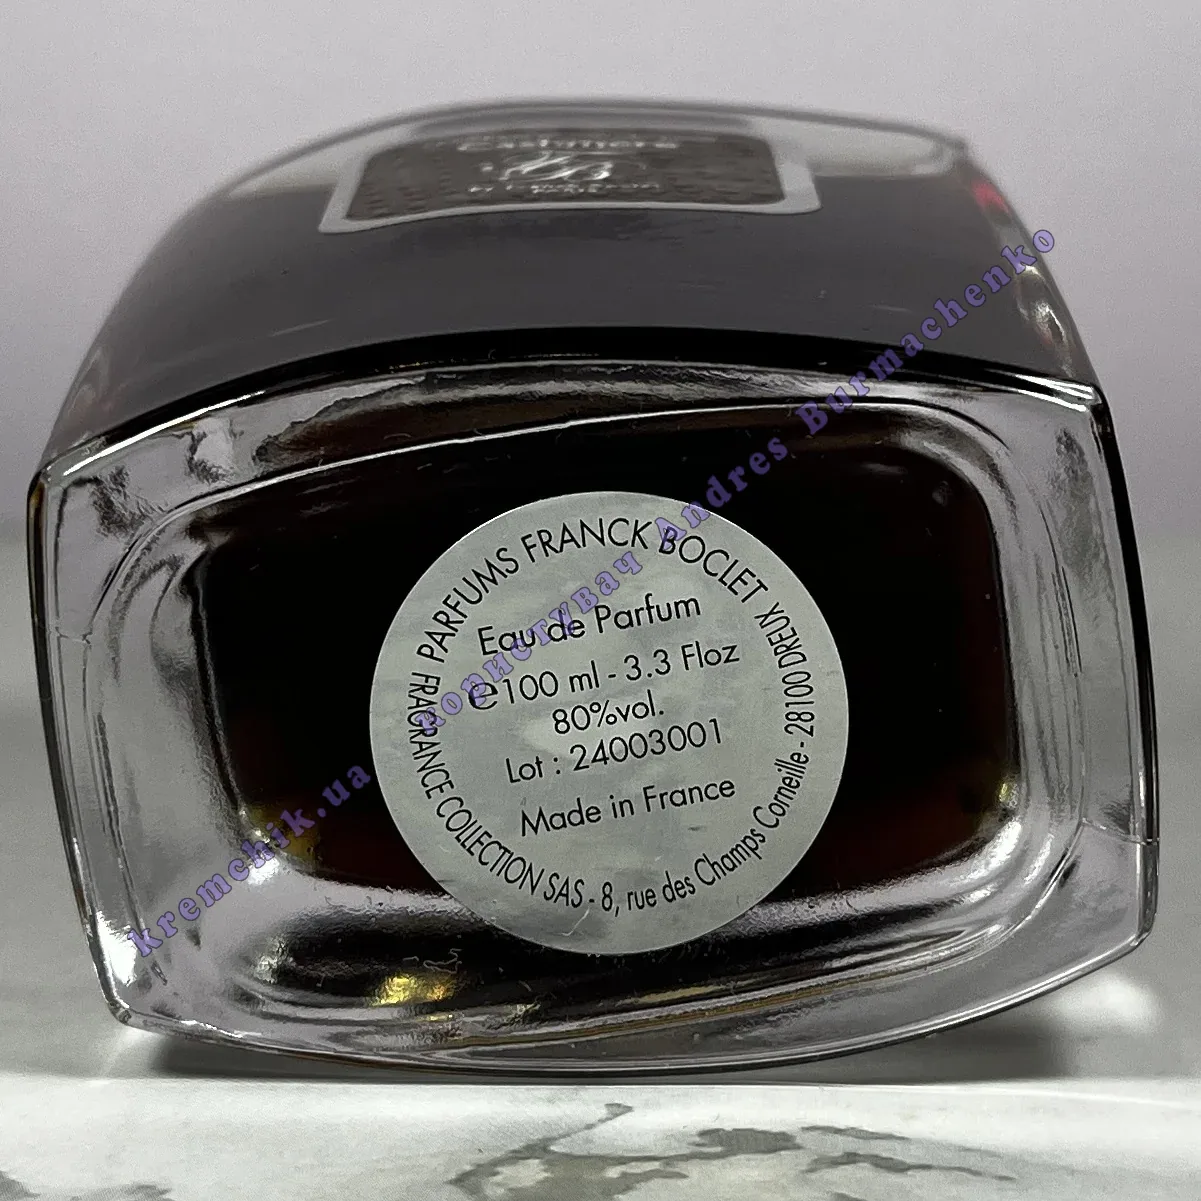 PARFUMS FRANCK BOCLET
Eau de Parfum
℮100 ml - 3.3 Floz
80%vol.
Lot : 24003001
Made in France
FRAGRANCE COLLECTION SAS - 8, rue des Champs Corneille - 28100 DREUX
kremchik.ua користувач Andres Burmachenko